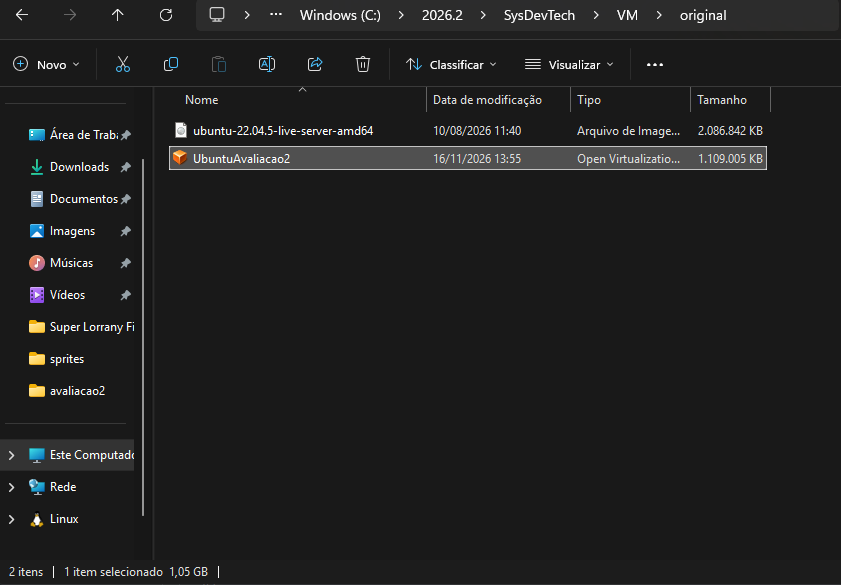 Windows (C:) 2026.2 SysDevTech VM original
Novo Classificar Visualizar
Nome Data de modificação Tipo Tamanho
ubuntu-22.04.5-live-server-amd64 10/08/2026 11:40 Arquivo de Image... 2.086.842 KB
UbuntuAvaliacao2 16/11/2026 13:55 Open Virtualizatio... 1.109.005 KB
Área de Traba
Downloads
Documentos
Imagens
Músicas
Vídeos
Super Lorrany Fi
sprites
avaliacao2
Este Computado
Rede
Linux
2 itens 1 item selecionado 1,05 GB